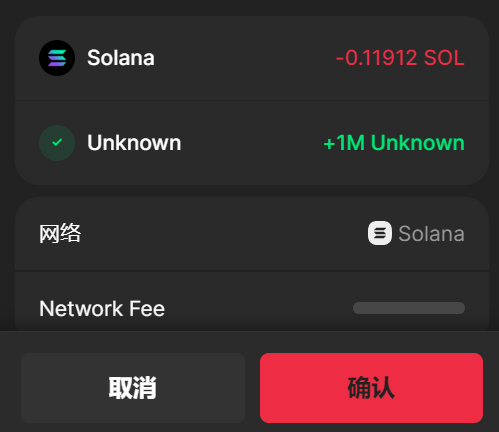 Solana -0.11912 SOL
Unknown +1M Unknown
网络 Solana
Network Fee
取消 确认